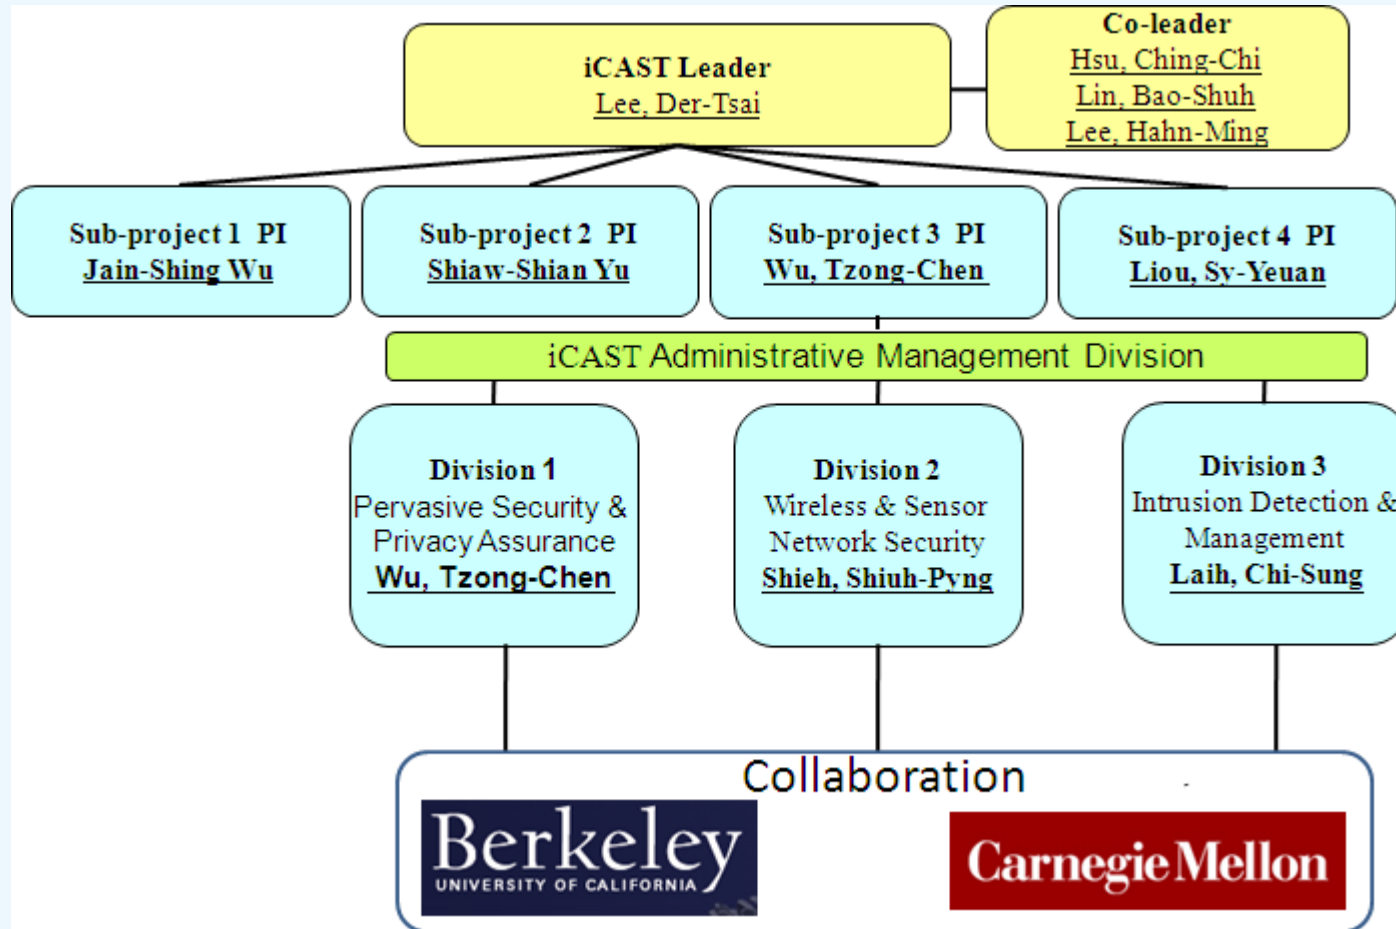 iCAST Leader
Lee, Der-Tsai
Co-leader
Hsu, Ching-Chi
Lin, Bao-Shuh
Lee, Hahn-Ming
Sub-project 1  PI
Jain-Shing Wu
Sub-project 2  PI
Shiaw-Shian Yu
Sub-project 3  PI
Wu, Tzong-Chen
Sub-project 4  PI
Liou, Sy-Yeuan
iCAST Administrative Management Division
Division 1
Pervasive Security &
Privacy Assurance
Wu, Tzong-Chen
Division 2
Wireless & Sensor
Network Security
Shieh, Shiuh-Pyng
Division 3
Intrusion Detection &
Management
Laih, Chi-Sung
Collaboration
Berkeley
UNIVERSITY OF CALIFORNIA
Carnegie Mellon